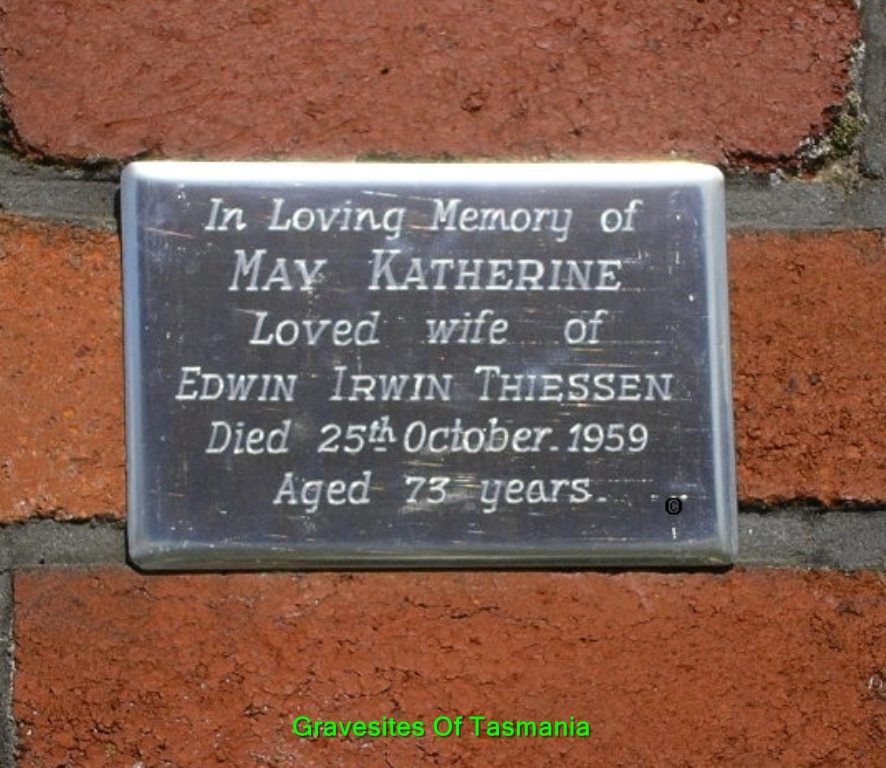 In Loving Memory of
MAY KATHERINE
Loved wife of
EDWIN IRWIN THIESSEN
Died 25th October. 1959
Aged 73 years.
©
Gravesites Of Tasmania